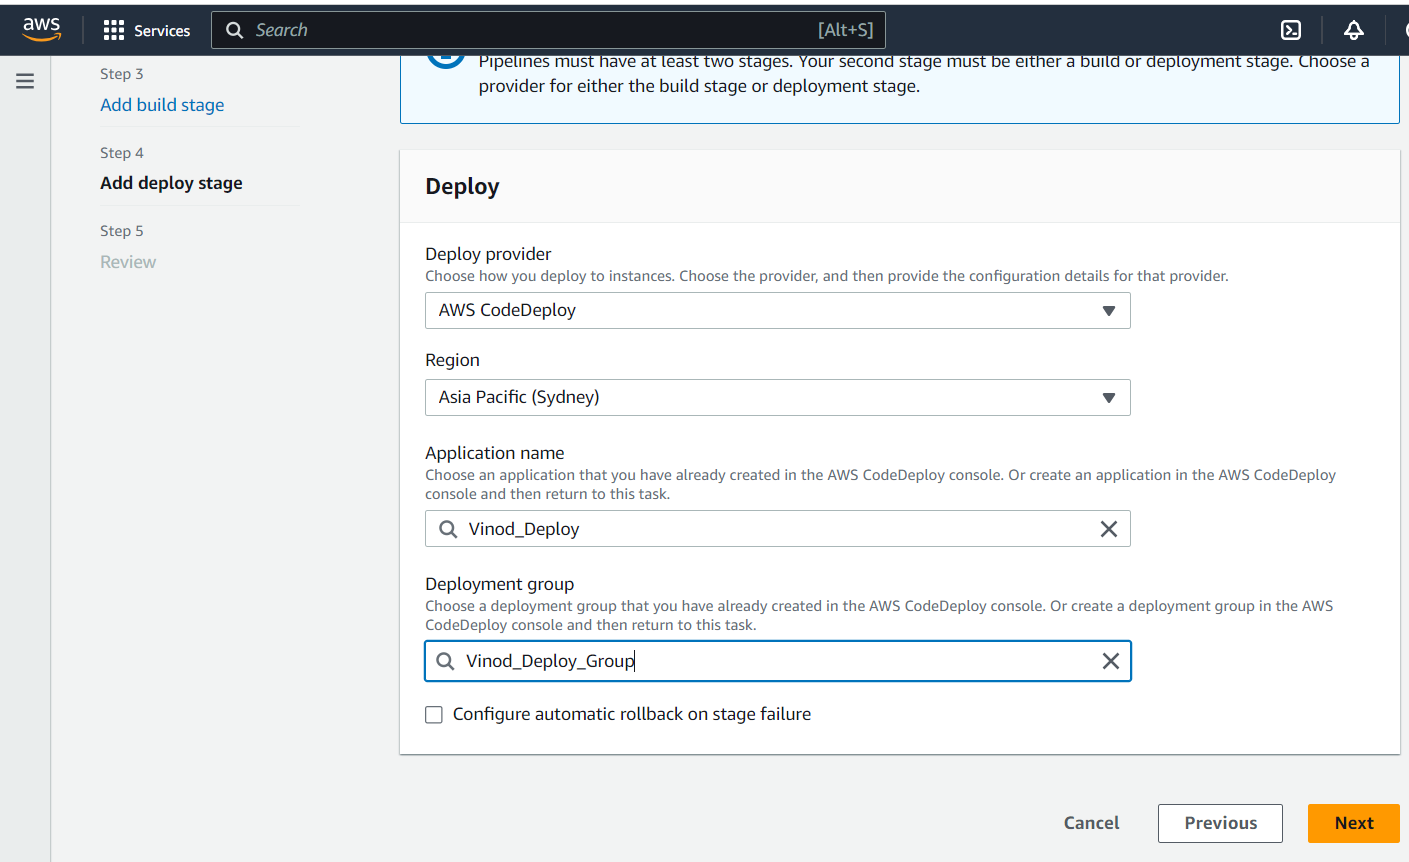 aws
Services
Search
[Alt+S]
Pipelines must have at least two stages. Your second stage must be either a build or deployment stage. Choose a
provider for either the build stage or deployment stage.
Step 3
Add build stage
Step 4
Add deploy stage
Step 5
Review
Deploy
Deploy provider
Choose how you deploy to instances. Choose the provider, and then provide the configuration details for that provider.
AWS CodeDeploy
Region
Asia Pacific (Sydney)
Application name
Choose an application that you have already created in the AWS CodeDeploy console. Or create an application in the AWS CodeDeploy
console and then return to this task.
Vinod_Deploy
Deployment group
Choose a deployment group that you have already created in the AWS CodeDeploy console. Or create a deployment group in the AWS
CodeDeploy console and then return to this task.
Vinod_Deploy_Group
Configure automatic rollback on stage failure
Cancel
Previous
Next